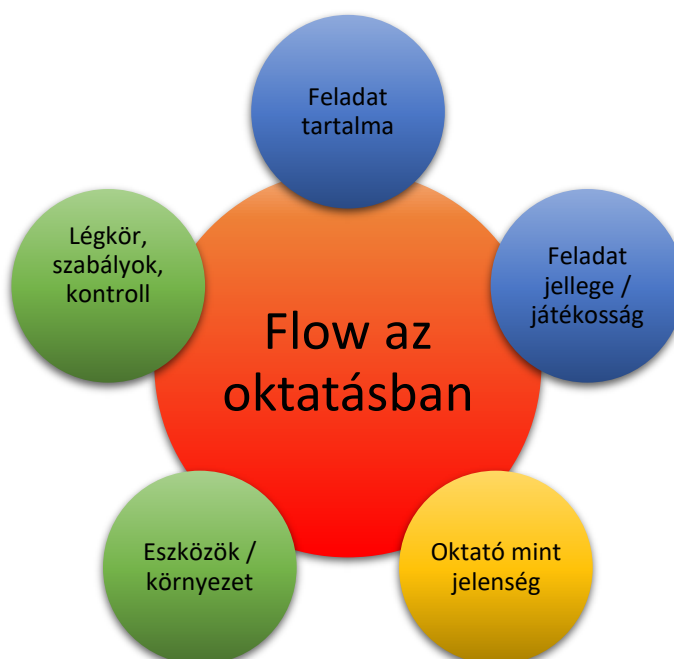 Feladat
tartalma
Légkör,
szabályok,
kontroll
Feladat
jellege /
játékosság
Flow az
oktatásban
Eszközök /
környezet
Oktató mint
jelenség